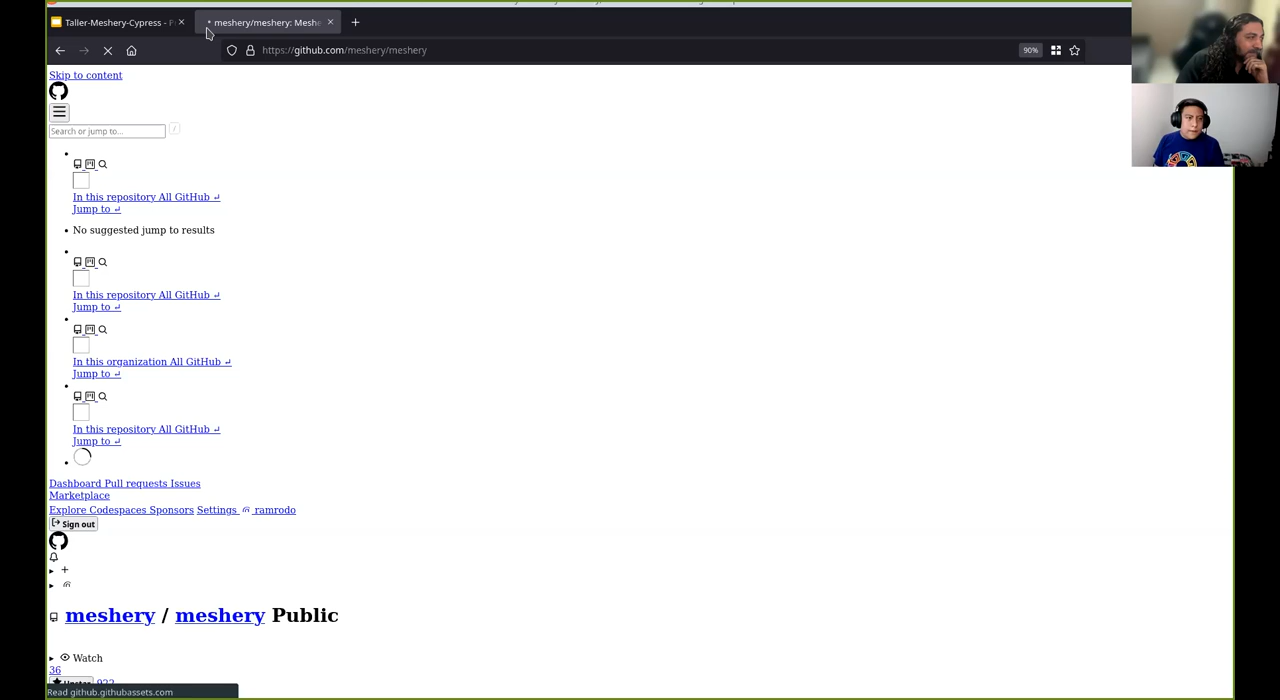 Taller-Meshery-Cypress - F
meshery/meshery: Meshe
https://github.com/meshery/meshery
90%
Skip to content
Search or jump to...
/
In this repository All GitHub ↵
Jump to ↵
No suggested jump to results
In this repository All GitHub ↵
Jump to ↵
In this organization All GitHub ↵
Jump to ↵
In this repository All GitHub ↵
Jump to ↵
Dashboard Pull requests Issues
Marketplace
Explore Codespaces Sponsors Settings ramrodo
Sign out
meshery / meshery Public
Watch
36
Read github.githubassets.com